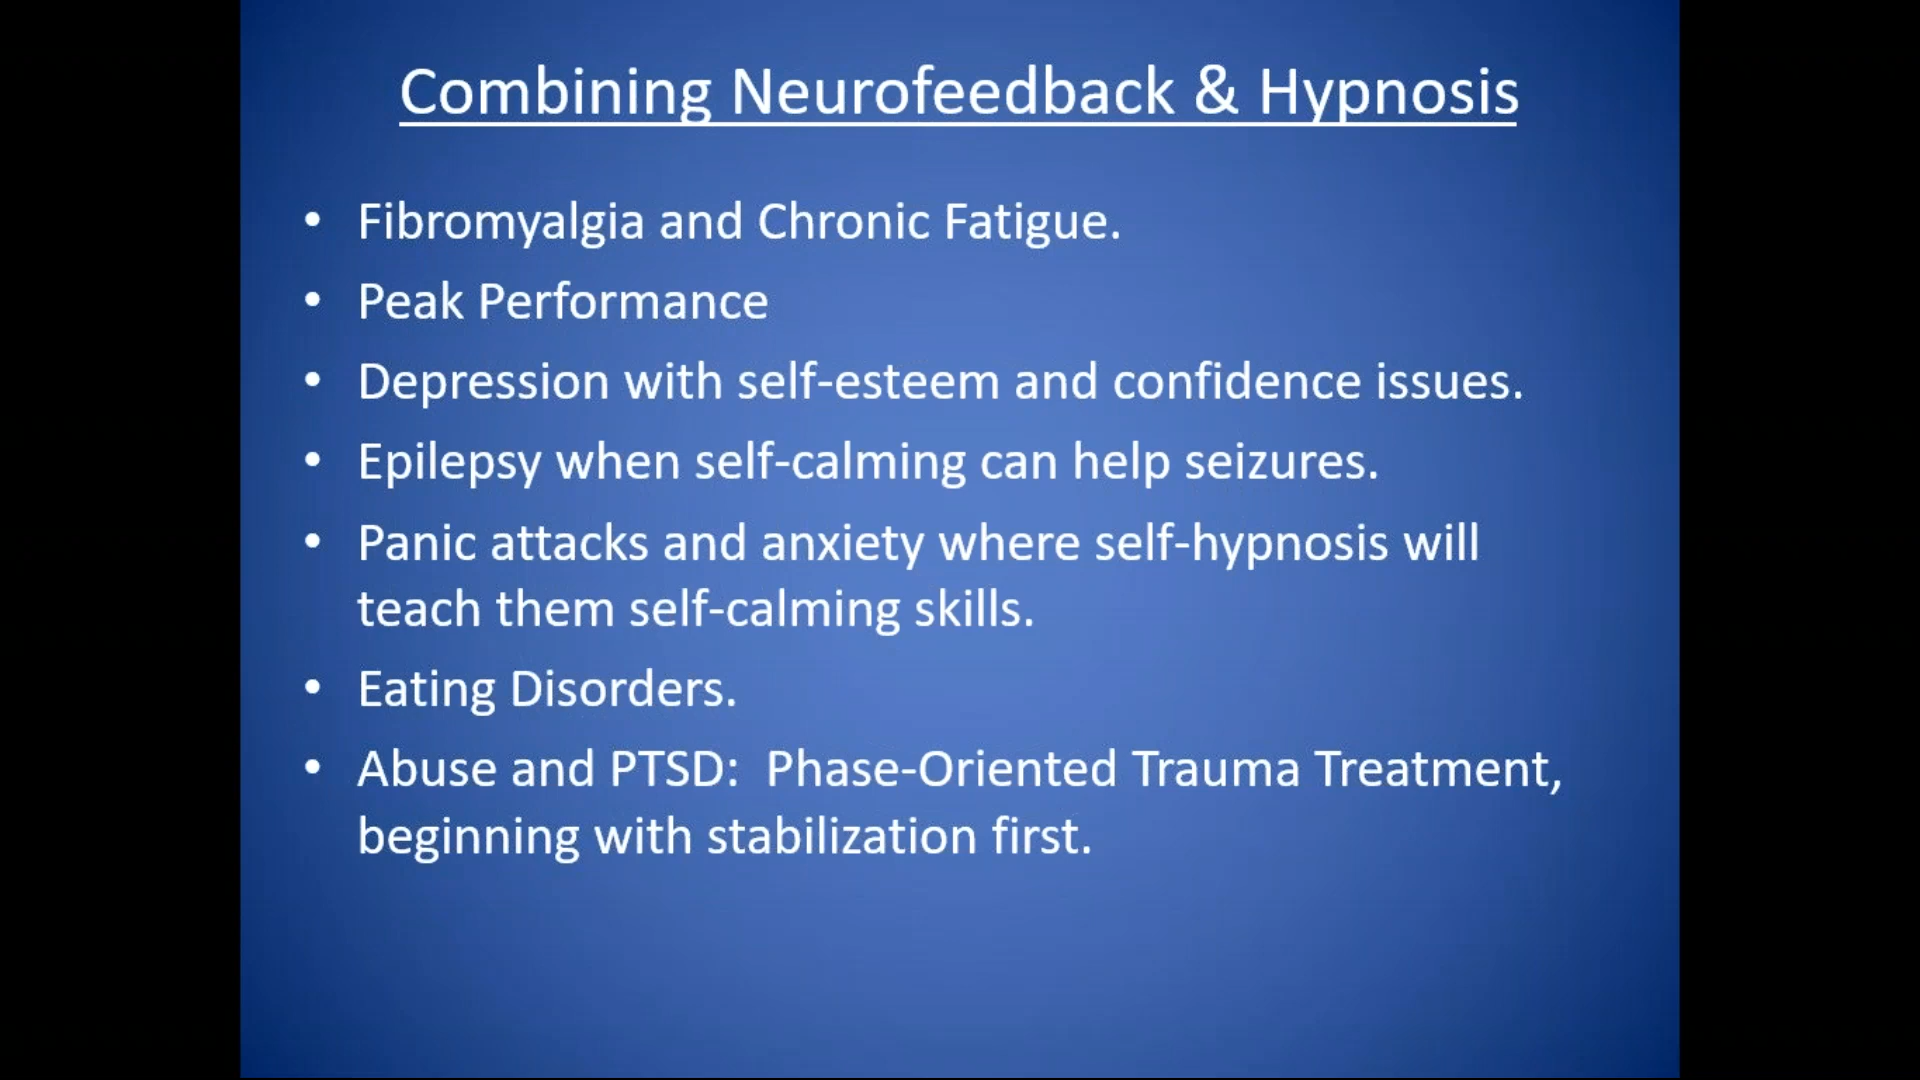 Combining Neurofeedback & Hypnosis
• Fibromyalgia and Chronic Fatigue.
• Peak Performance
• Depression with self-esteem and confidence issues.
• Epilepsy when self-calming can help seizures.
• Panic attacks and anxiety where self-hypnosis will
teach them self-calming skills.
• Eating Disorders.
• Abuse and PTSD:  Phase-Oriented Trauma Treatment,
beginning with stabilization first.